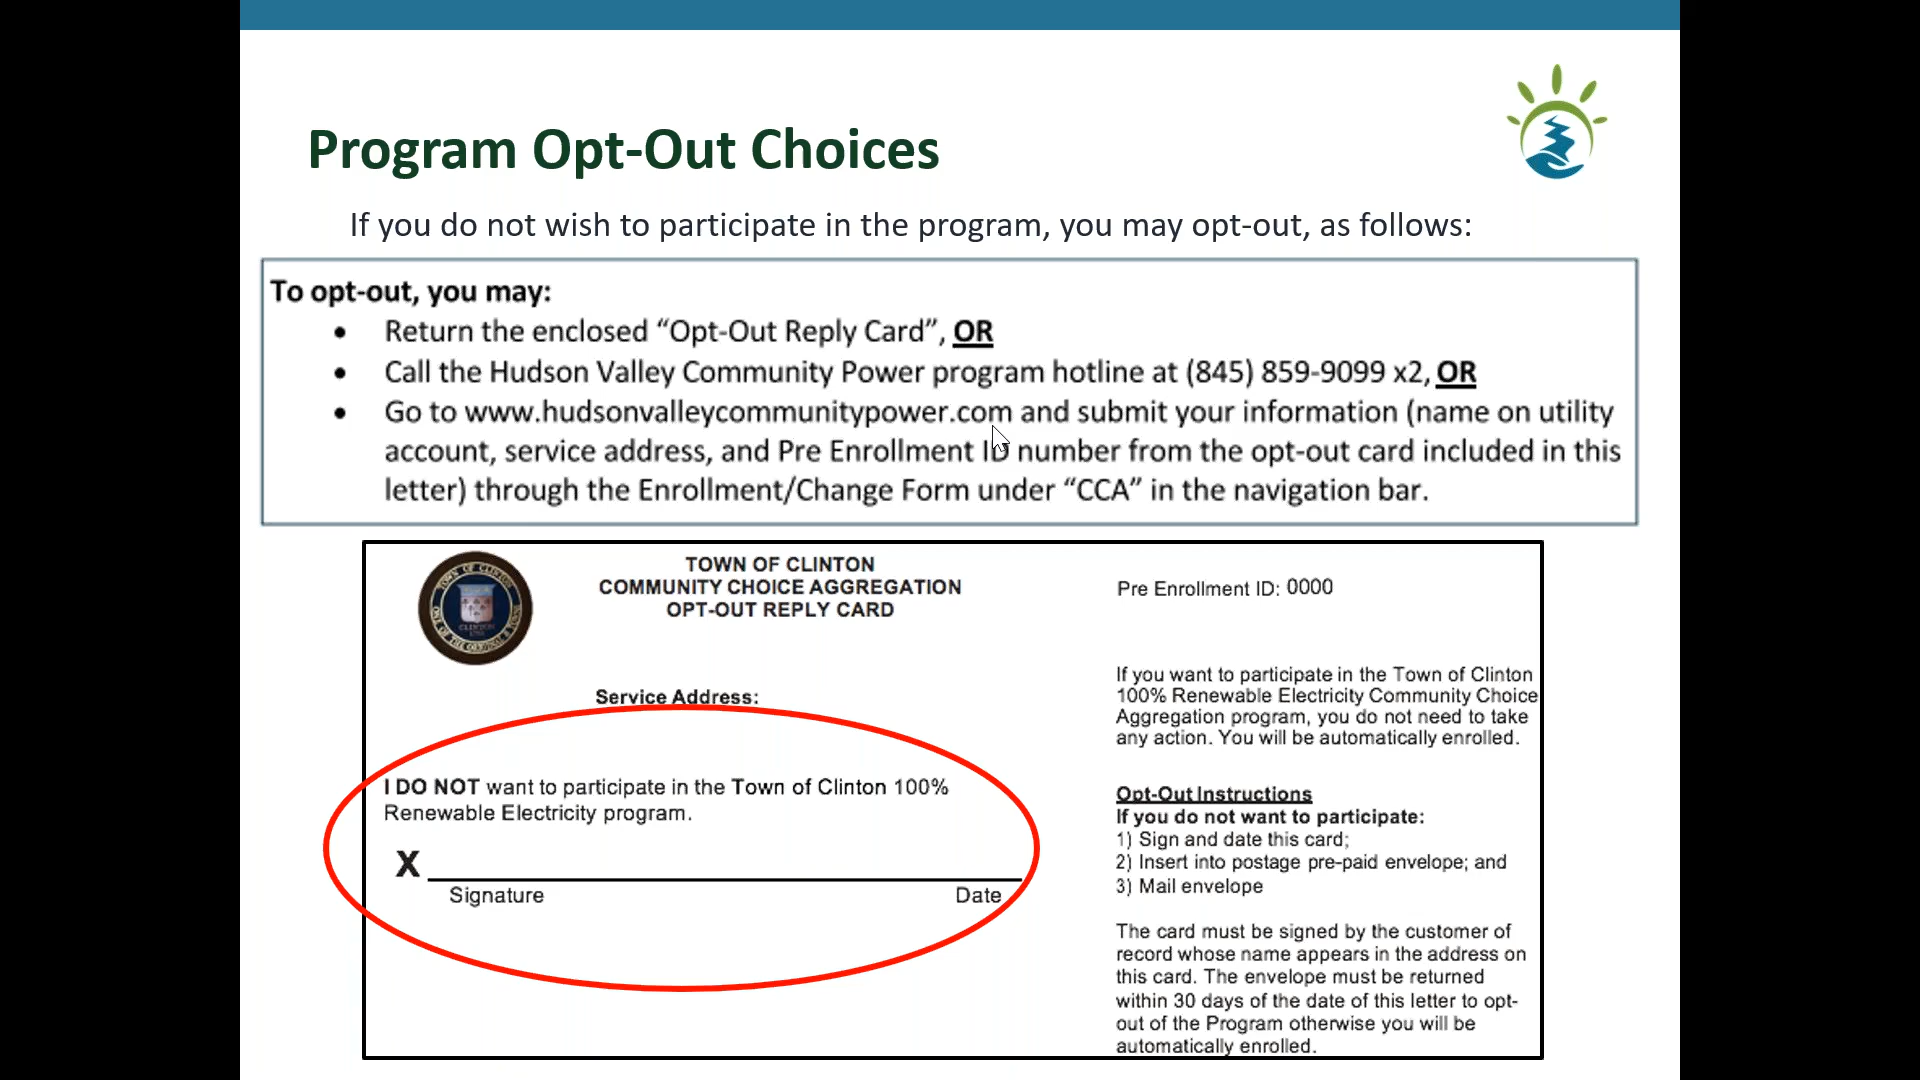 Program Opt-Out Choices
If you do not wish to participate in the program, you may opt-out, as follows:
To opt-out, you may:
• Return the enclosed “Opt-Out Reply Card”, OR
• Call the Hudson Valley Community Power program hotline at (845) 859-9099 x2, OR
• Go to www.hudsonvalleycommunitypower.com and submit your information (name on utility
account, service address, and Pre Enrollment ID number from the opt-out card included in this
letter) through the Enrollment/Change Form under “CCA” in the navigation bar.
TOWN OF CLINTON
COMMUNITY CHOICE AGGREGATION
OPT-OUT REPLY CARD
TOWN OF CLINTON
CLINTON
Service Address:
I DO NOT want to participate in the Town of Clinton 100%
Renewable Electricity program.
X
Signature Date
Pre Enrollment ID: 0000
If you want to participate in the Town of Clinton
100% Renewable Electricity Community Choice
Aggregation program, you do not need to take
any action. You will be automatically enrolled.
Opt-Out Instructions
If you do not want to participate:
1) Sign and date this card;
2) Insert into postage pre-paid envelope; and
3) Mail envelope
The card must be signed by the customer of
record whose name appears in the address on
this card. The envelope must be returned
within 30 days of the date of this letter to opt-
out of the Program otherwise you will be
automatically enrolled.